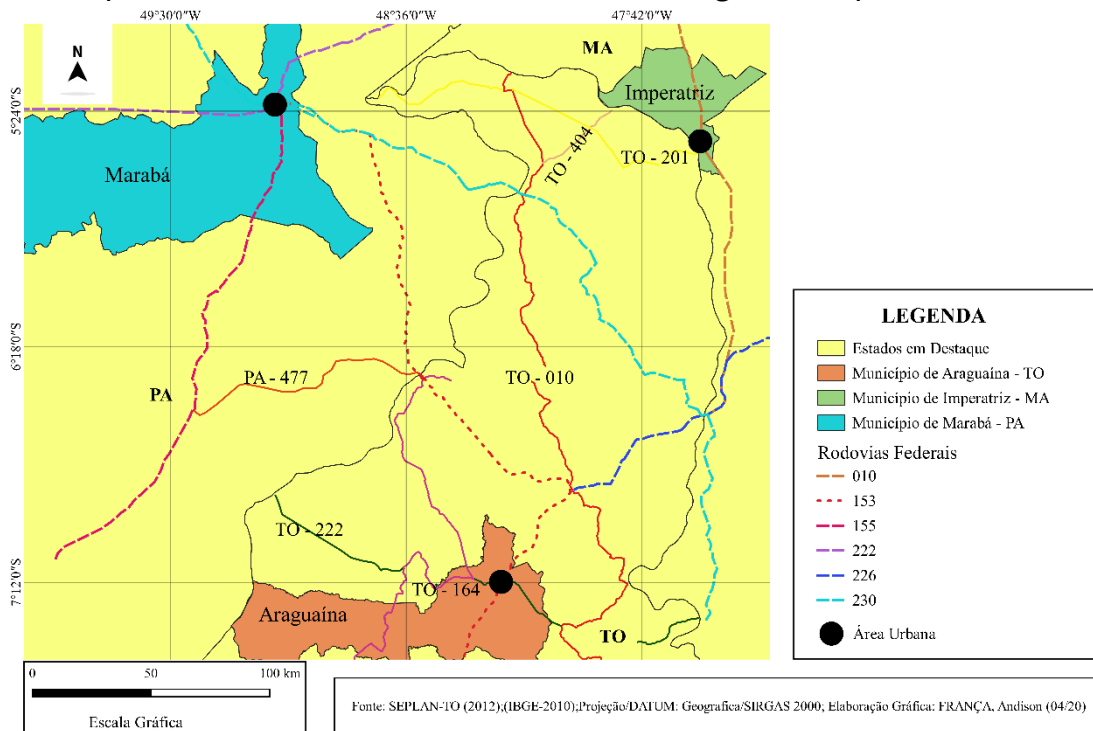 49°30'0"W 48°36'0"W 47°42'0"W
N
MA
Imperatriz
5°24'0"S
TO - 404
TO - 201
Marabá
6°18'0"S
PA - 477
TO - 010
PA
TO - 222
7°12'0"S
TO - 164
Araguaína
TO
LEGENDA
Estados em Destaque
Município de Araguaína - TO
Município de Imperatriz - MA
Município de Marabá - PA
Rodovias Federais
010
153
155
222
226
230
Área Urbana
0 50 100 km
Escala Gráfica
Fonte: SEPLAN-TO (2012);(IBGE-2010);Projeção/DATUM: Geografica/SIRGAS 2000; Elaboração Gráfica: FRANÇA, Andison (04/20)